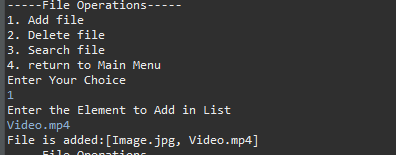 -----File Operations-----
1. Add file
2. Delete file
3. Search file
4. return to Main Menu
Enter Your Choice
1
Enter the Element to Add in List
Video.mp4
File is added:[Image.jpg, Video.mp4]
-----File Operations-----